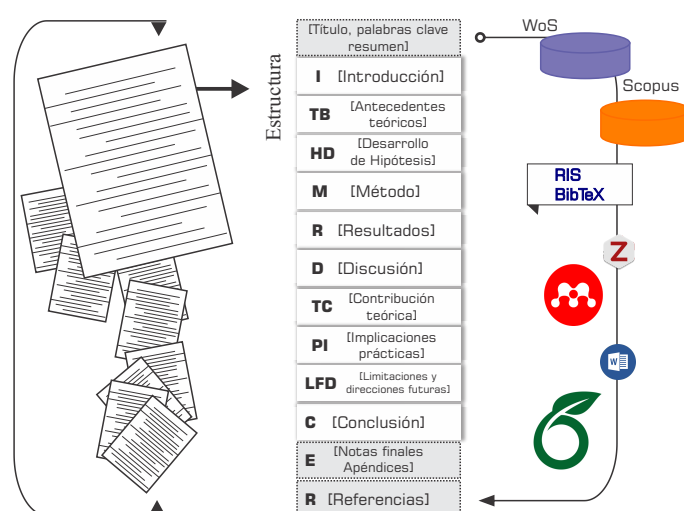 [Título, palabras clave
resumen]
Estructura
I [Introducción]
TB [Antecedentes
teóricos]
HD [Desarrollo
de Hipótesis]
M [Método]
R [Resultados]
D [Discusión]
TC [Contribución
teórica]
PI [Implicaciones
prácticas]
LFD [Limitaciones y
direcciones futuras]
C [Conclusión]
E [Notas finales
Apéndices]
R [Referencias]
WoS
Scopus
RIS
BibTeX
Z
W